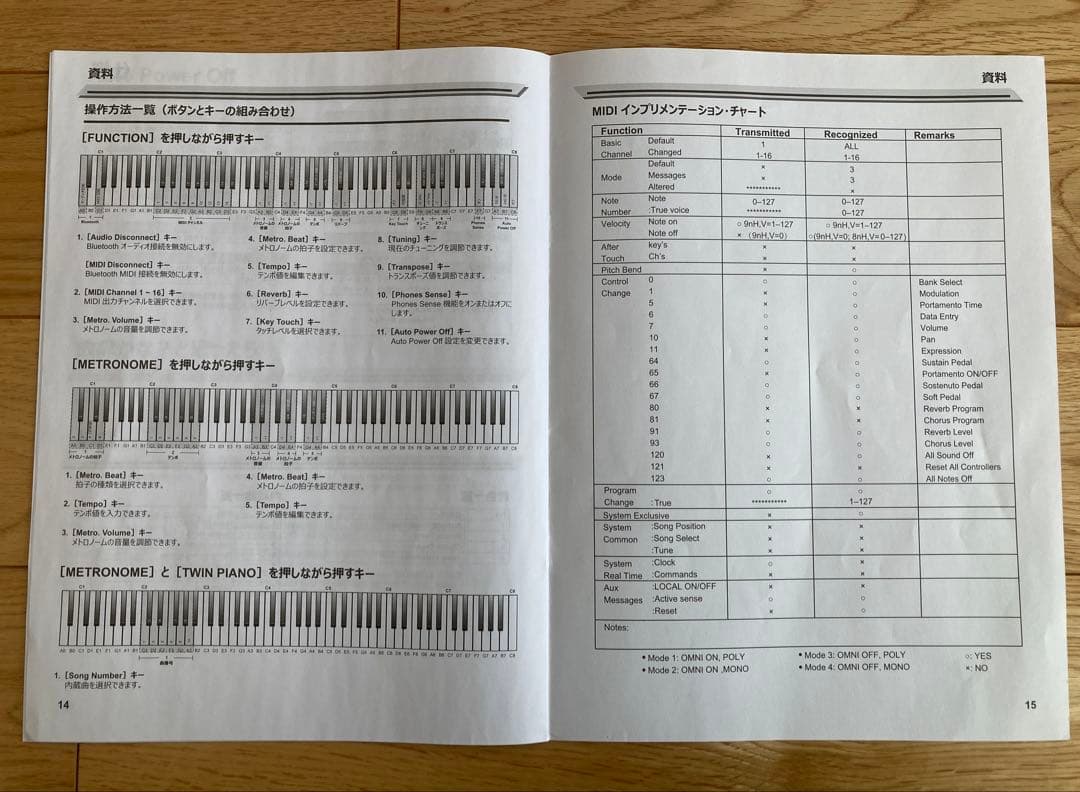 資料
操作方法一覧（ボタンとキーの組み合わせ）
［FUNCTION］を押しながら押すキー
C1 C2 C3 C4 C5 C6 C7 C8
1. ［Audio Disconnect］キー
Bluetooth オーディオ接続を無効にします。
［MIDI Disconnect］キー
Bluetooth MIDI 接続を無効にします。
2. ［MIDI Channel 1 ~ 16］キー
MIDI 出力チャンネルを選択できます。
3. ［Metro. Volume］キー
メトロノームの音量を調節できます。
4. ［Metro. Beat］キー
メトロノームの拍子を設定できます。
5. ［Tempo］キー
テンポ値を編集できます。
6. ［Reverb］キー
リバーブレベルを設定できます。
7. ［Key Touch］キー
タッチレベルを選択できます。
8. ［Tuning］キー
現在のチューニングを調節できます。
9. ［Transpose］キー
トランスポーズ値を調節できます。
10. ［Phones Sense］キー
Phones Sense 機能をオンまたはオフに
します。
11. ［Auto Power Off］キー
Auto Power Off 設定を変更できます。
［METRONOME］を押しながら押すキー
C1 C2 C3 C4 C5 C6 C7 C8
1. ［Metro. Beat］キー
拍子の種類を選択できます。
2. ［Tempo］キー
テンポ値を入力できます。
3. ［Metro. Volume］キー
メトロノームの音量を調節できます。
4. ［Metro. Beat］キー
メトロノームの拍子を設定できます。
5. ［Tempo］キー
テンポ値を編集できます。
［METRONOME］と［TWIN PIANO］を押しながら押すキー
C1 C2 C3 C4 C5 C6 C7 C8
曲番号
1. ［Song Number］キー
内蔵曲を選択できます。
14
資料
MIDI インプリメンテーション・チャート
Function Transmitted Recognized Remarks
Basic Default 1 ALL
Channel Changed 1-16 1-16
Default × 3
Mode Messages × 3
Altered *********** ×
Note Note 0–127 0–127
Number :True voice *********** 0–127
Velocity Note on ○ 9nH,V=1–127 ○ 9nH,V=1–127
Note off × (9nH,V=0) ○(9nH,V=0; 8nH,V=0–127)
After key's × ×
Touch Ch's × ×
Pitch Bend × ○
Control 0 ○ ○ Bank Select
Change 1 × ○ Modulation
5 × ○ Portamento Time
6 ○ ○ Data Entry
7 ○ ○ Volume
10 × ○ Pan
11 × ○ Expression
64 ○ ○ Sustain Pedal
65 × ○ Portamento ON/OFF
66 ○ ○ Sostenuto Pedal
67 ○ ○ Soft Pedal
80 × × Reverb Program
81 × × Chorus Program
91 ○ ○ Reverb Level
93 ○ ○ Chorus Level
120 ○ ○ All Sound Off
121 × × Reset All Controllers
123 ○ ○ All Notes Off
Program ○ ○
Change :True *********** 1–127
System Exclusive × ○
System :Song Position × ×
Common :Song Select × ×
:Tune × ×
System :Clock ○ ×
Real Time :Commands × ×
Aux :LOCAL ON/OFF × ×
Messages :Active sense ○ ○
:Reset × ○
Notes:
• Mode 1: OMNI ON, POLY • Mode 3: OMNI OFF, POLY ○: YES
• Mode 2: OMNI ON ,MONO • Mode 4: OMNI OFF, MONO ×: NO
15